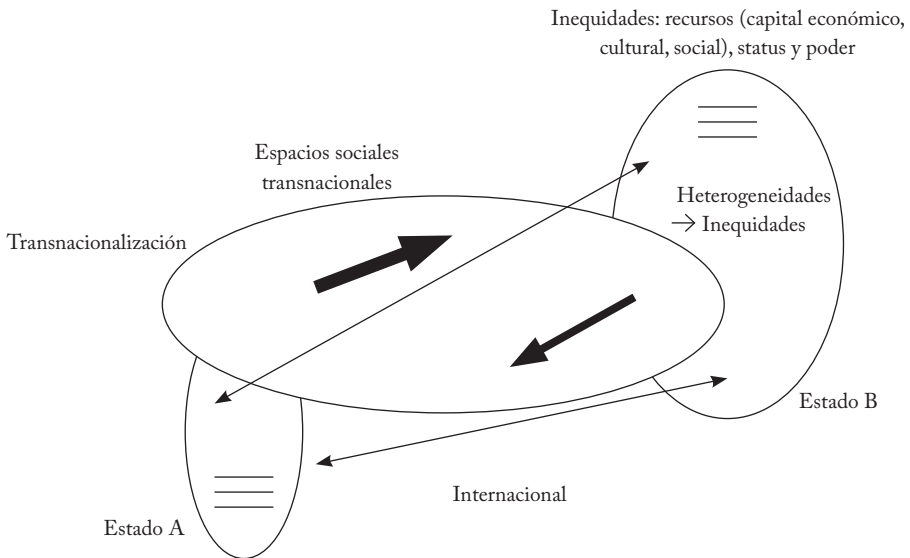 Inequidades: recursos (capital económico,
cultural, social), status y poder
Espacios sociales
transnacionales
Heterogeneidades
→ Inequidades
Transnacionalización
Estado B
Internacional
Estado A